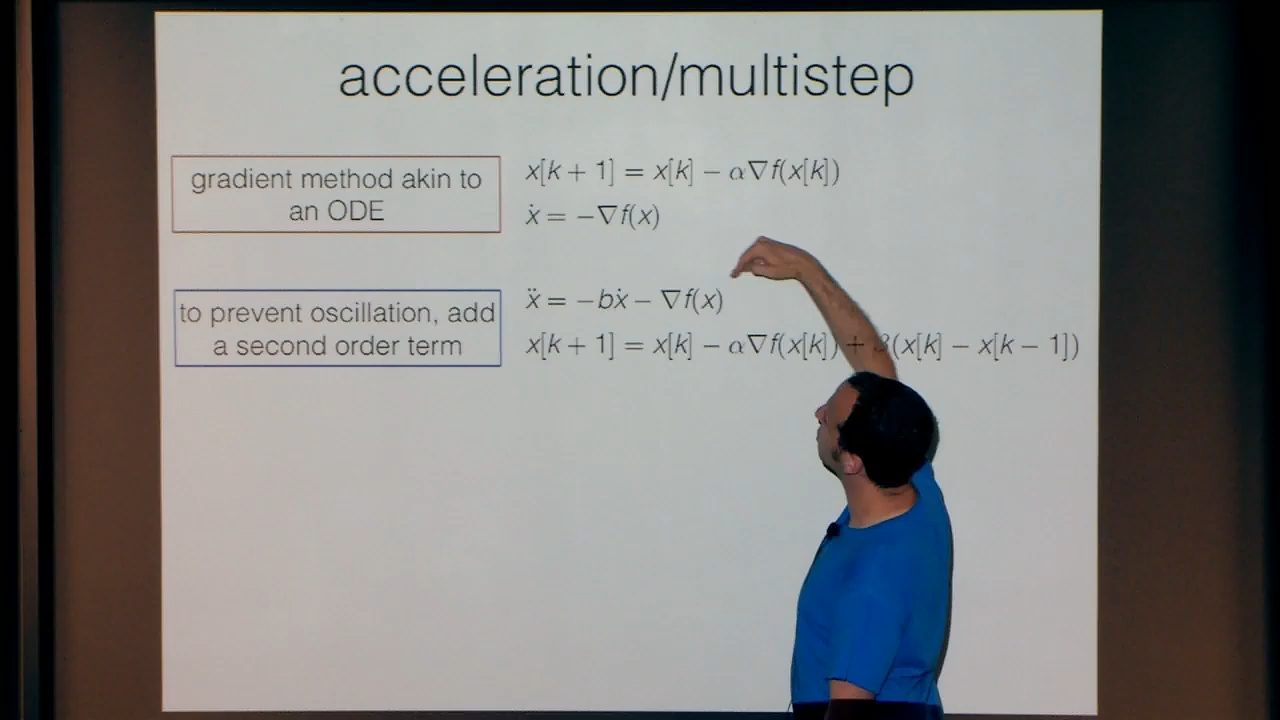 acceleration/multistep
gradient method akin to
an ODE
x[k + 1] = x[k] − α∇f(x[k])
ẋ = −∇f(x)
to prevent oscillation, add
a second order term
ẍ = −bẋ − ∇f(x)
x[k + 1] = x[k] − α∇f(x[k]) + (x[k] − x[k − 1])